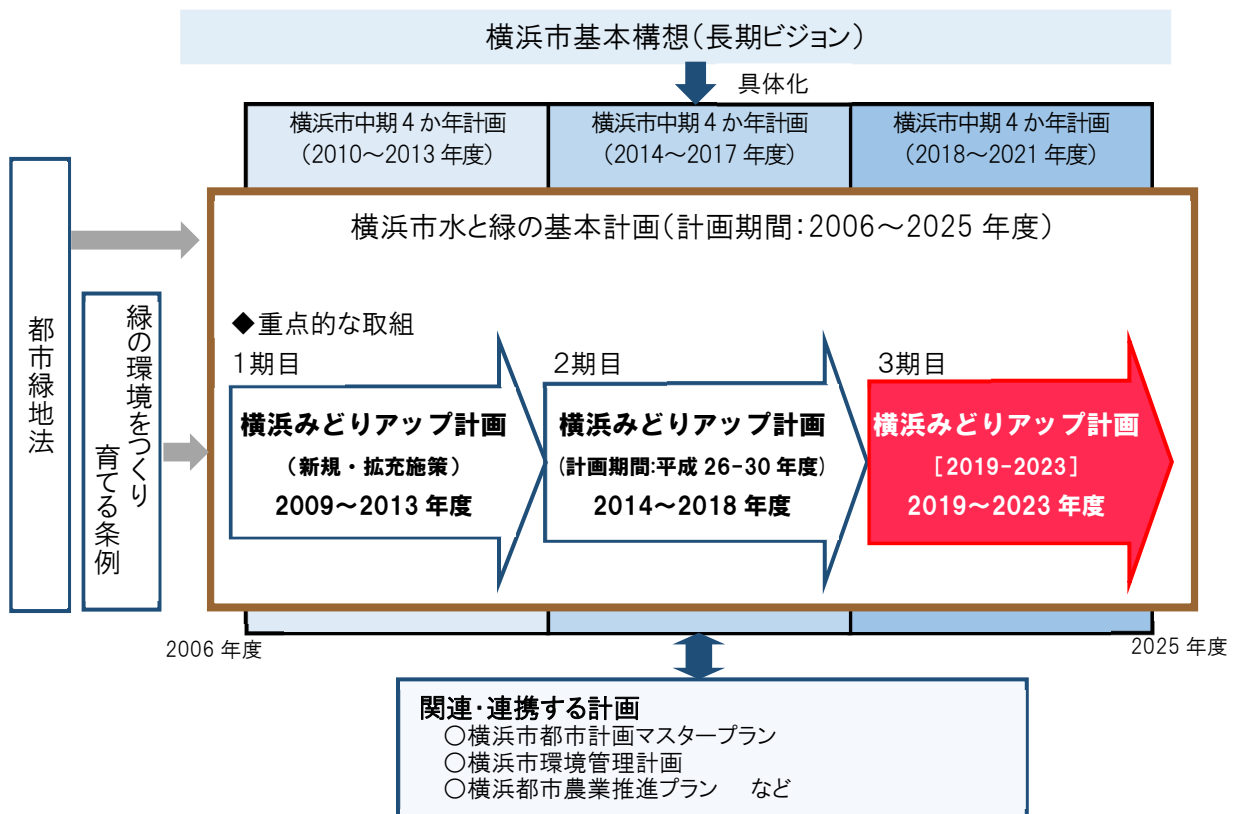 横浜市基本構想（長期ビジョン）
具体化
横浜市中期４か年計画
（2010～2013 年度）
横浜市中期４か年計画
（2014～2017 年度）
横浜市中期４か年計画
（2018～2021 年度）
都市緑地法
緑の環境をつくり
育てる条例
横浜市水と緑の基本計画（計画期間：2006～2025 年度）
◆重点的な取組
１期目
横浜みどりアップ計画
（新規・拡充施策）
2009～2013 年度
２期目
横浜みどりアップ計画
(計画期間:平成 26-30 年度)
2014～2018 年度
３期目
横浜みどりアップ計画
［2019-2023］
2019～2023 年度
2006 年度
2025 年度
関連・連携する計画
○横浜市都市計画マスタープラン
○横浜市環境管理計画
○横浜都市農業推進プラン　など